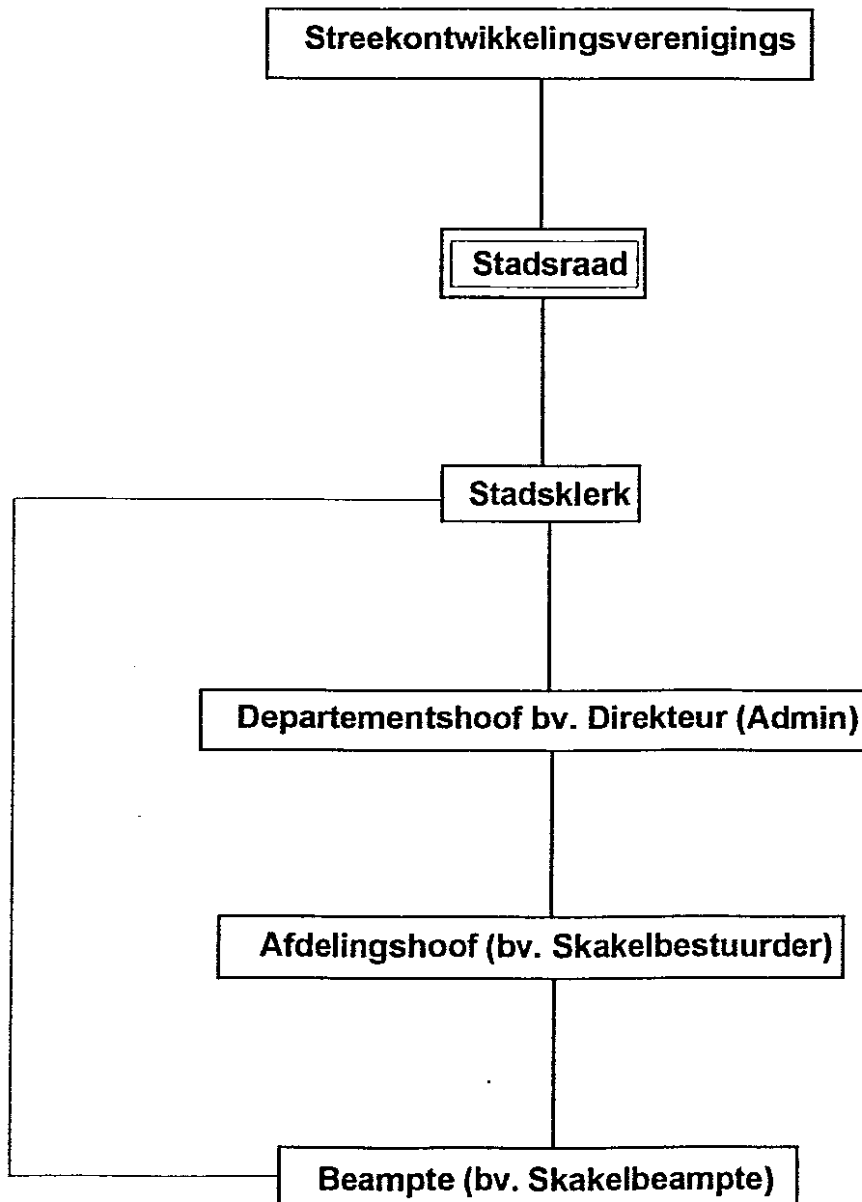 Streekontwikkelingsverenigings
Stadsraad
Stadsklerk
Departementshoof bv. Direkteur (Admin)
Afdelingshoof (bv. Skakelbestuurder)
Beampte (bv. Skakelbeampte)